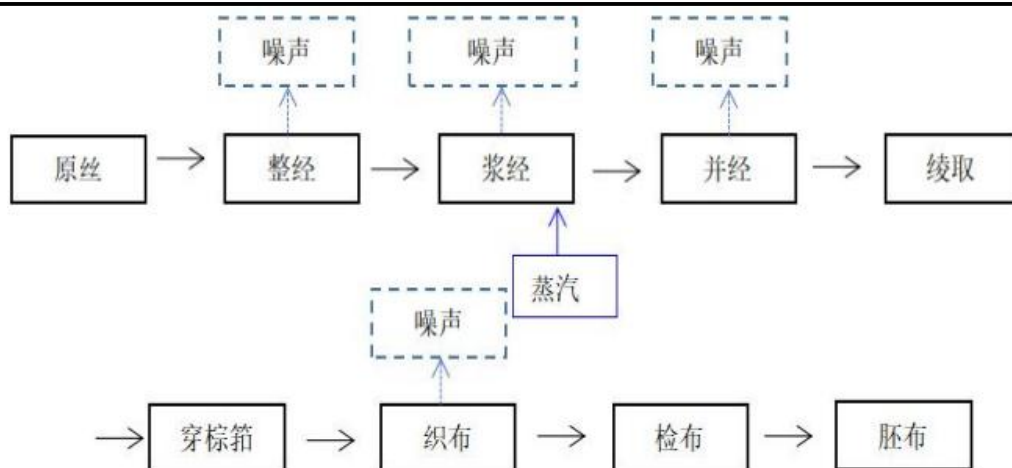 噪声 噪声 噪声
原丝 整经 浆经 并经 绫取
蒸汽
噪声
穿棕筘 织布 检布 胚布